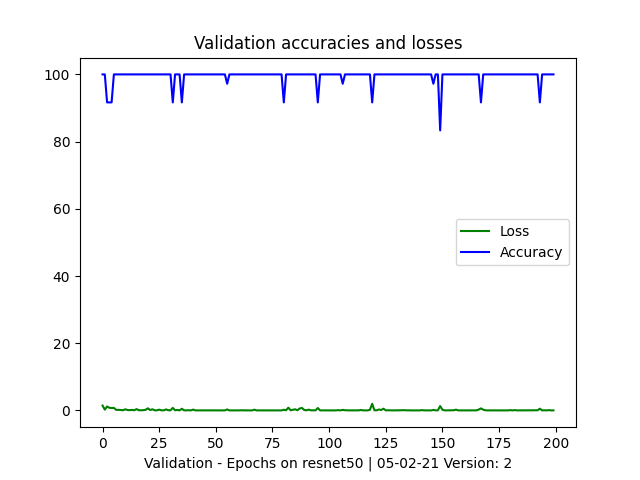 Validation accuracies and losses
100
80
60
40
20
0
Loss
Accuracy
0 25 50 75 100 125 150 175 200
Validation - Epochs on resnet50 | 05-02-21 Version: 2